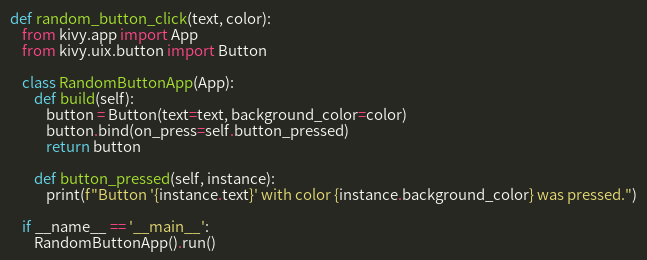 def random_button_click(text, color):
from kivy.app import App
from kivy.uix.button import Button
class RandomButtonApp(App):
def build(self):
button = Button(text=text, background_color=color)
button.bind(on_press=self.button_pressed)
return button
def button_pressed(self, instance):
print(f"Button '{instance.text}' with color {instance.background_color} was pressed.")
if __name__ == '__main__':
RandomButtonApp().run()